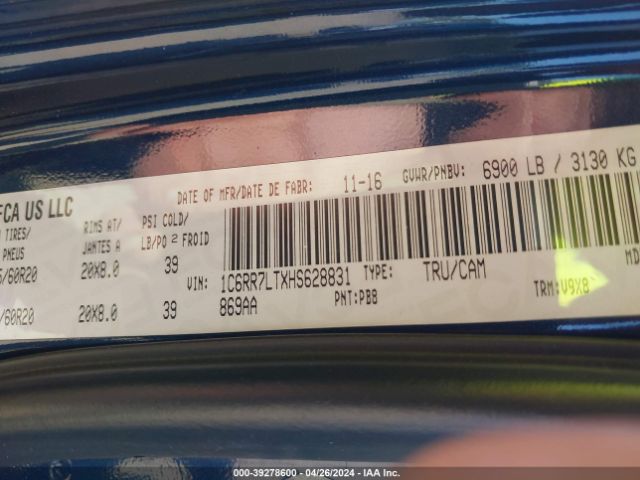 DATE OF MFR/DATE DE FABR: 11-16 GVWR/PNBV: 6900 LB / 3130 KG
FCA US LLC
TIRES/ RIMS AT/ PSI COLD/
PNEUS JANTES A LB/PO 2 FROID
/60R20 20X8.0 39
VIN: 1C6RR7LTXHS628831 TYPE: TRU/CAM MD
/60R20 20X8.0 39 869AA PNT:PB8 TRM:V9X8
000-39278600 - 04/26/2024 - IAA Inc.